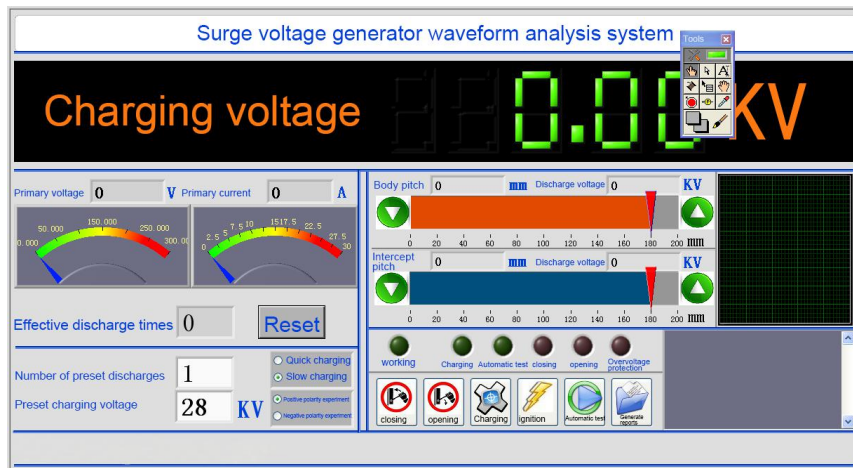 Surge voltage generator waveform analysis system
Tools
Charging voltage 0.00 KV
Primary voltage 0 V Primary current 0 A
0.000 50.000 150.000 250.000 300.00
0 2.5 5 7.5 10 15 17.5 22.5 27.5 30
Effective discharge times 0 Reset
Number of preset discharges 1
Preset charging voltage 28 KV
Quick charging
Slow charging
Positive polarity experiment
Negative polarity experiment
Body pitch 0 mm Discharge voltage 0 KV
0 20 40 60 80 100 120 140 160 180 200 mm
Intercept pitch 0 mm Discharge voltage 0 KV
0 20 40 60 80 100 120 140 160 180 200 mm
working Charging Automatic test closing opening Overvoltage protection
closing opening Charging ignition Automatic test Generate reports